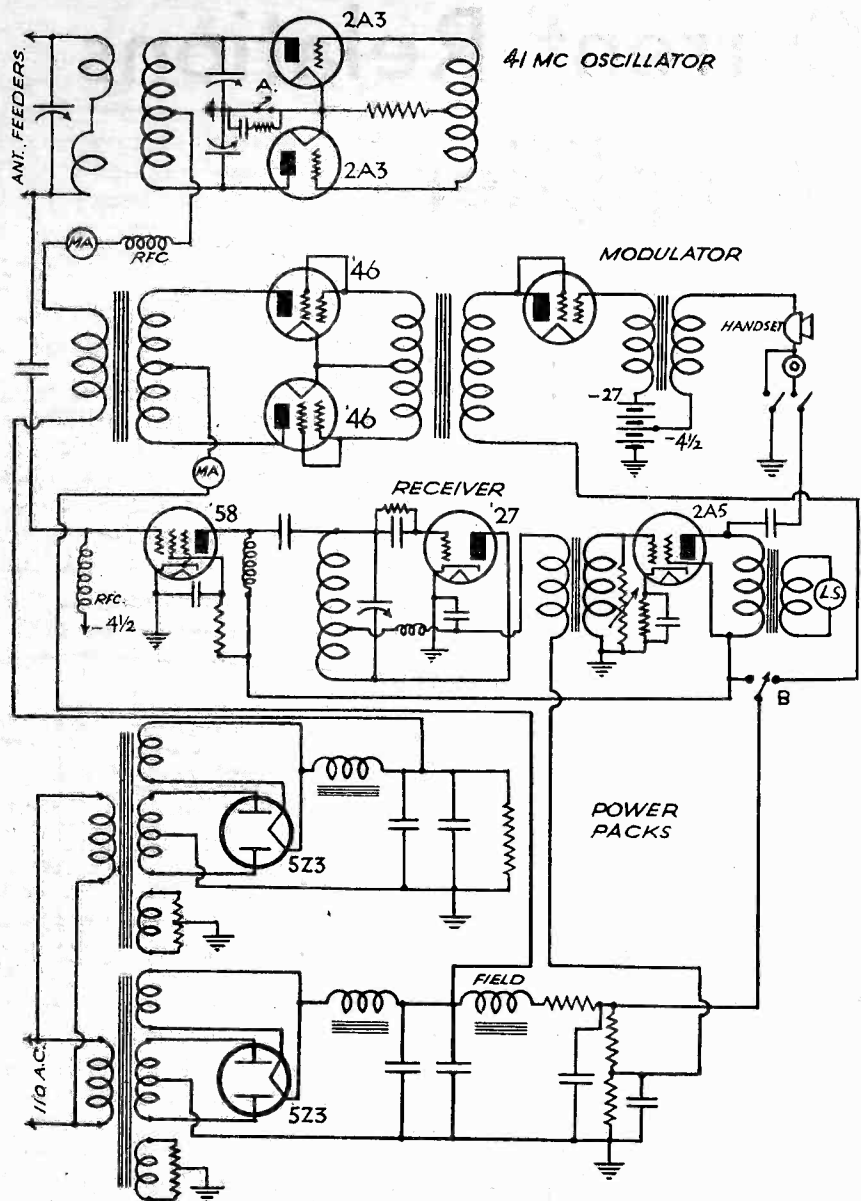 2A3
41 MC OSCILLATOR
ANT. FEEDERS
A.
2A3
MA
RFC
'46
MODULATOR
HANDSET
-27
-4½
'46
MA
RECEIVER
'58
'27
2A5
RFC.
-4½
L.S.
B
POWER
PACKS
5Z3
FIELD
110 A.C.
5Z3